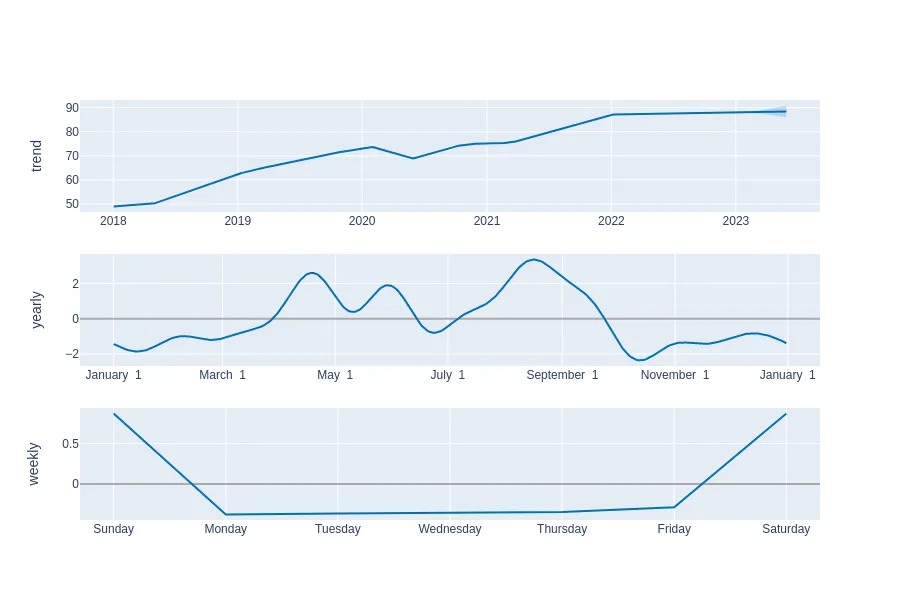 trend
90
80
70
60
50
2018 2019 2020 2021 2022 2023
yearly
2
0
−2
January 1 March 1 May 1 July 1 September 1 November 1 January 1
weekly
0.5
0
Sunday Monday Tuesday Wednesday Thursday Friday Saturday